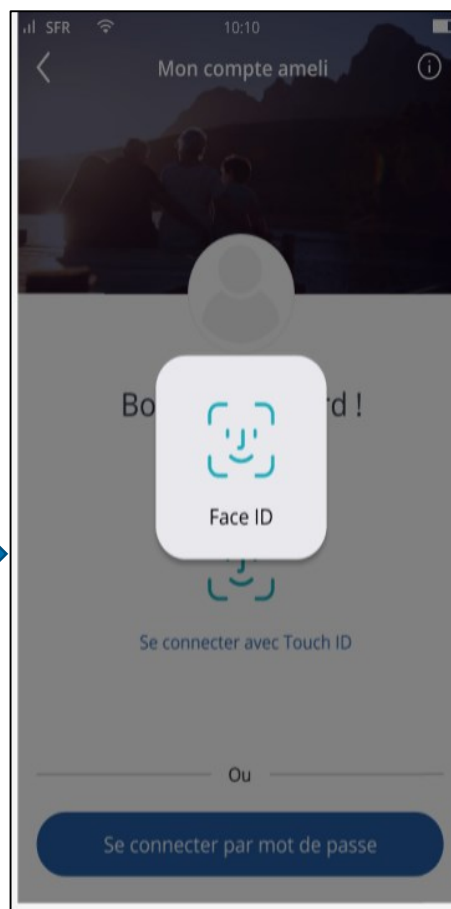 SFR 10:10
Mon compte ameli
Bo rd !
Face ID
Se connecter avec Touch ID
Ou
Se connecter par mot de passe